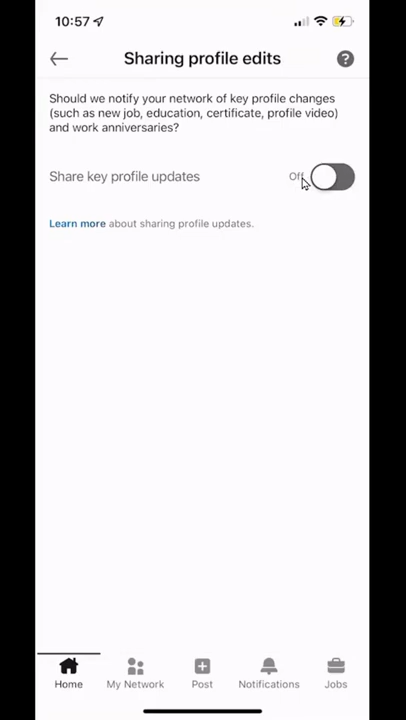 10:57
Sharing profile edits
?
Should we notify your network of key profile changes
(such as new job, education, certificate, profile video)
and work anniversaries?
Share key profile updates Off
Learn more about sharing profile updates.
Home My Network Post Notifications Jobs